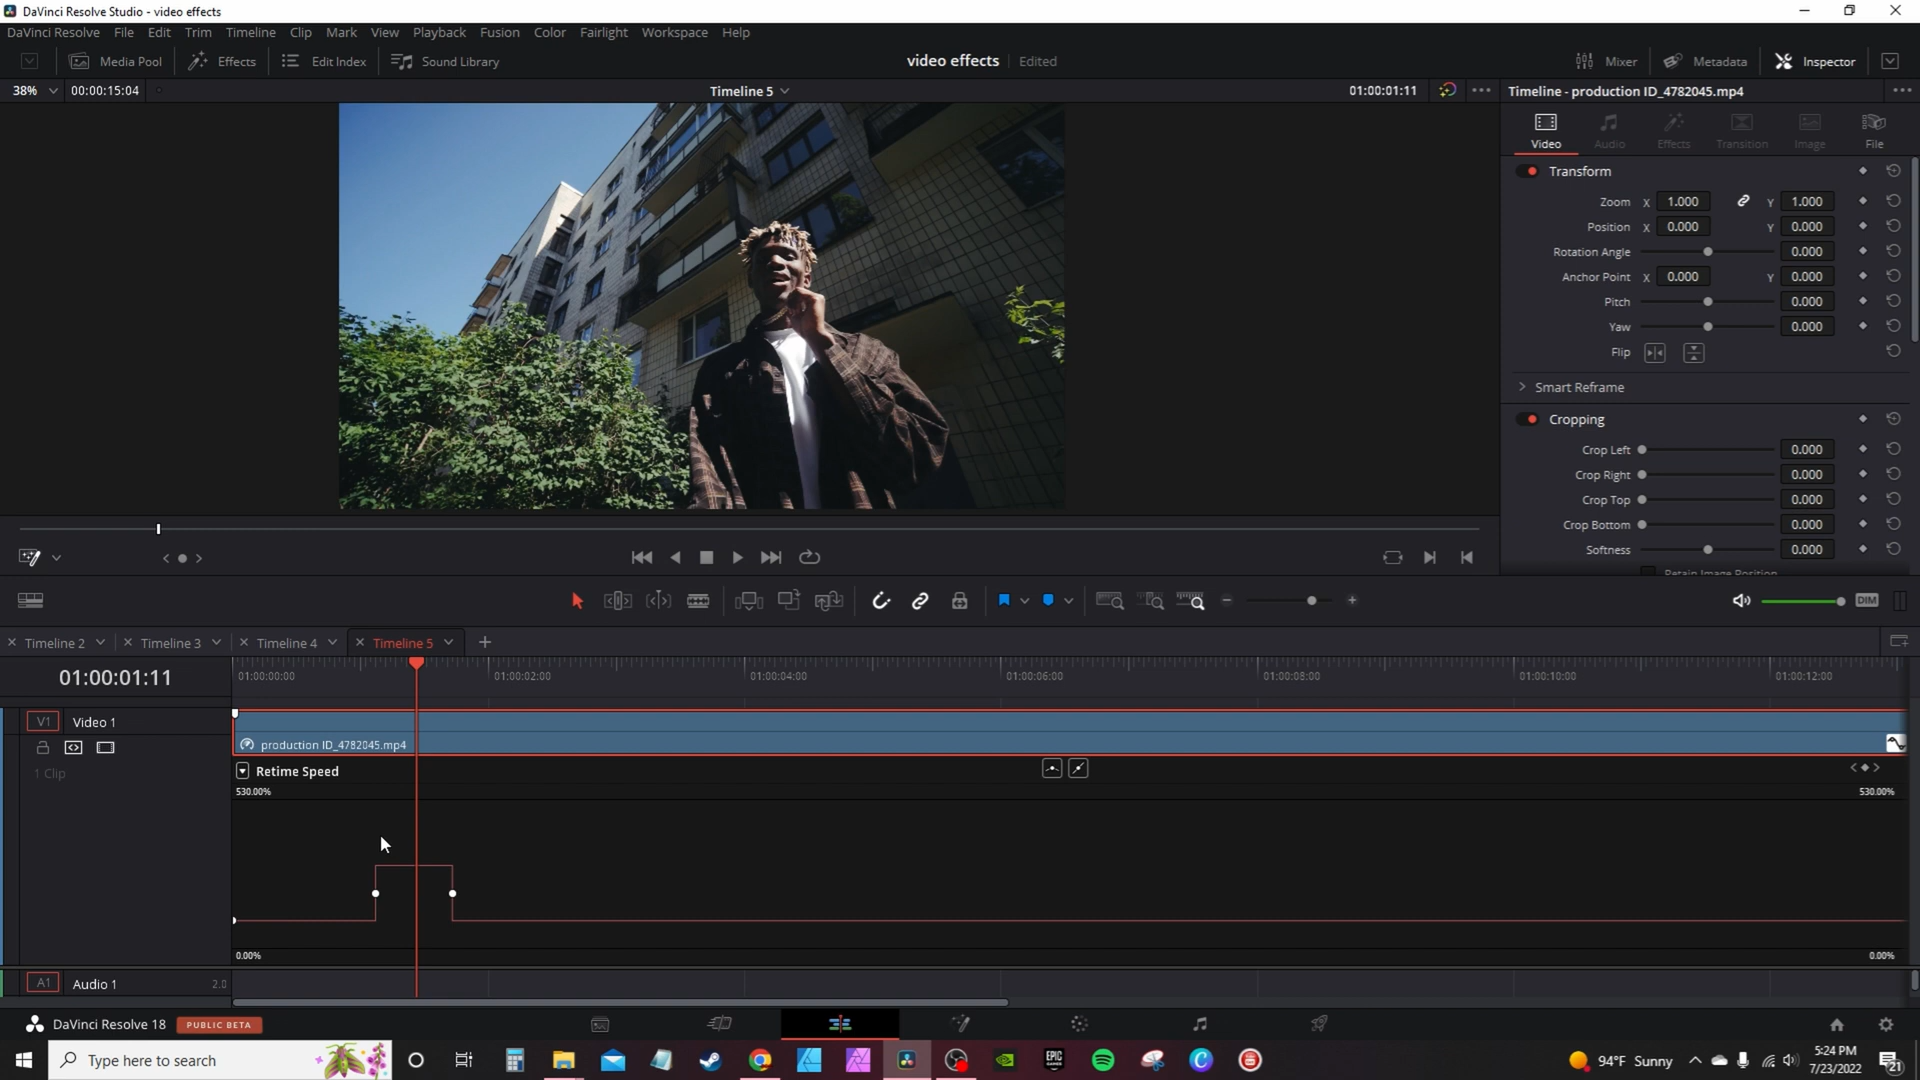 DaVinci Resolve Studio - video effects
DaVinci Resolve File Edit Trim Timeline Clip Mark View Playback Fusion Color Fairlight Workspace Help
Media Pool Effects Edit Index Sound Library video effects Edited Mixer Metadata Inspector
38% 00:00:15:04 Timeline 5 01:00:01:11 Timeline - production ID_4782045.mp4
Video Audio Effects Transition Image File
Transform
Zoom X 1.000 Y 1.000
Position X 0.000 Y 0.000
Rotation Angle 0.000
Anchor Point X 0.000 Y 0.000
Pitch 0.000
Yaw 0.000
Flip
Smart Reframe
Cropping
Crop Left 0.000
Crop Right 0.000
Crop Top 0.000
Crop Bottom 0.000
Softness 0.000
Retain Image Position
DIM
Timeline 2 Timeline 3 Timeline 4 Timeline 5
01:00:01:11 01:00:00:00 01:00:02:00 01:00:04:00 01:00:06:00 01:00:08:00 01:00:10:00 01:00:12:00
V1 Video 1
production ID_4782045.mp4
1 Clip Retime Speed
530.00% 530.00%
0.00% 0.00%
A1 Audio 1 2.0
DaVinci Resolve 18 PUBLIC BETA
Type here to search EPIC GAMES 94°F Sunny 5:24 PM
7/23/2022 21